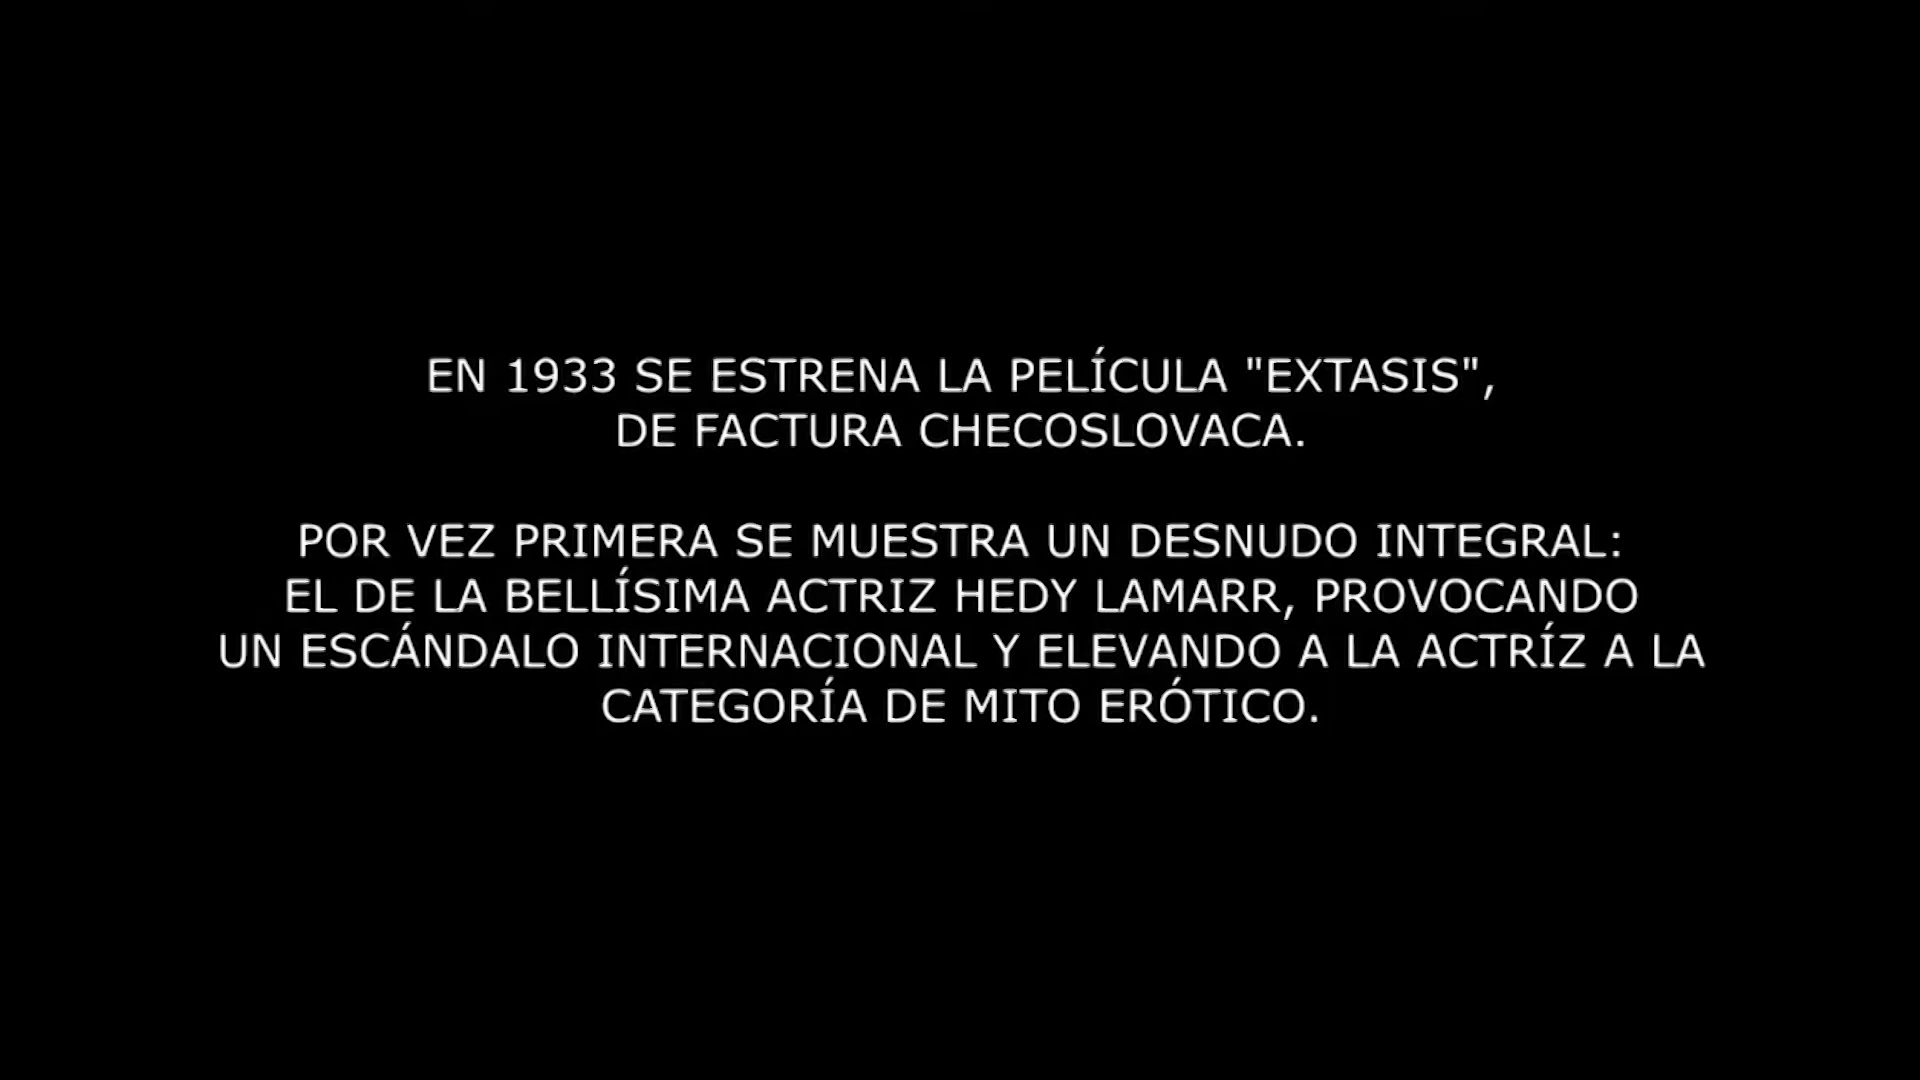 EN 1933 SE ESTRENA LA PELÍCULA "EXTASIS",
DE FACTURA CHECOSLOVACA.
POR VEZ PRIMERA SE MUESTRA UN DESNUDO INTEGRAL:
EL DE LA BELLÍSIMA ACTRIZ HEDY LAMARR, PROVOCANDO
UN ESCÁNDALO INTERNACIONAL Y ELEVANDO A LA ACTRÍZ A LA
CATEGORÍA DE MITO ERÓTICO.